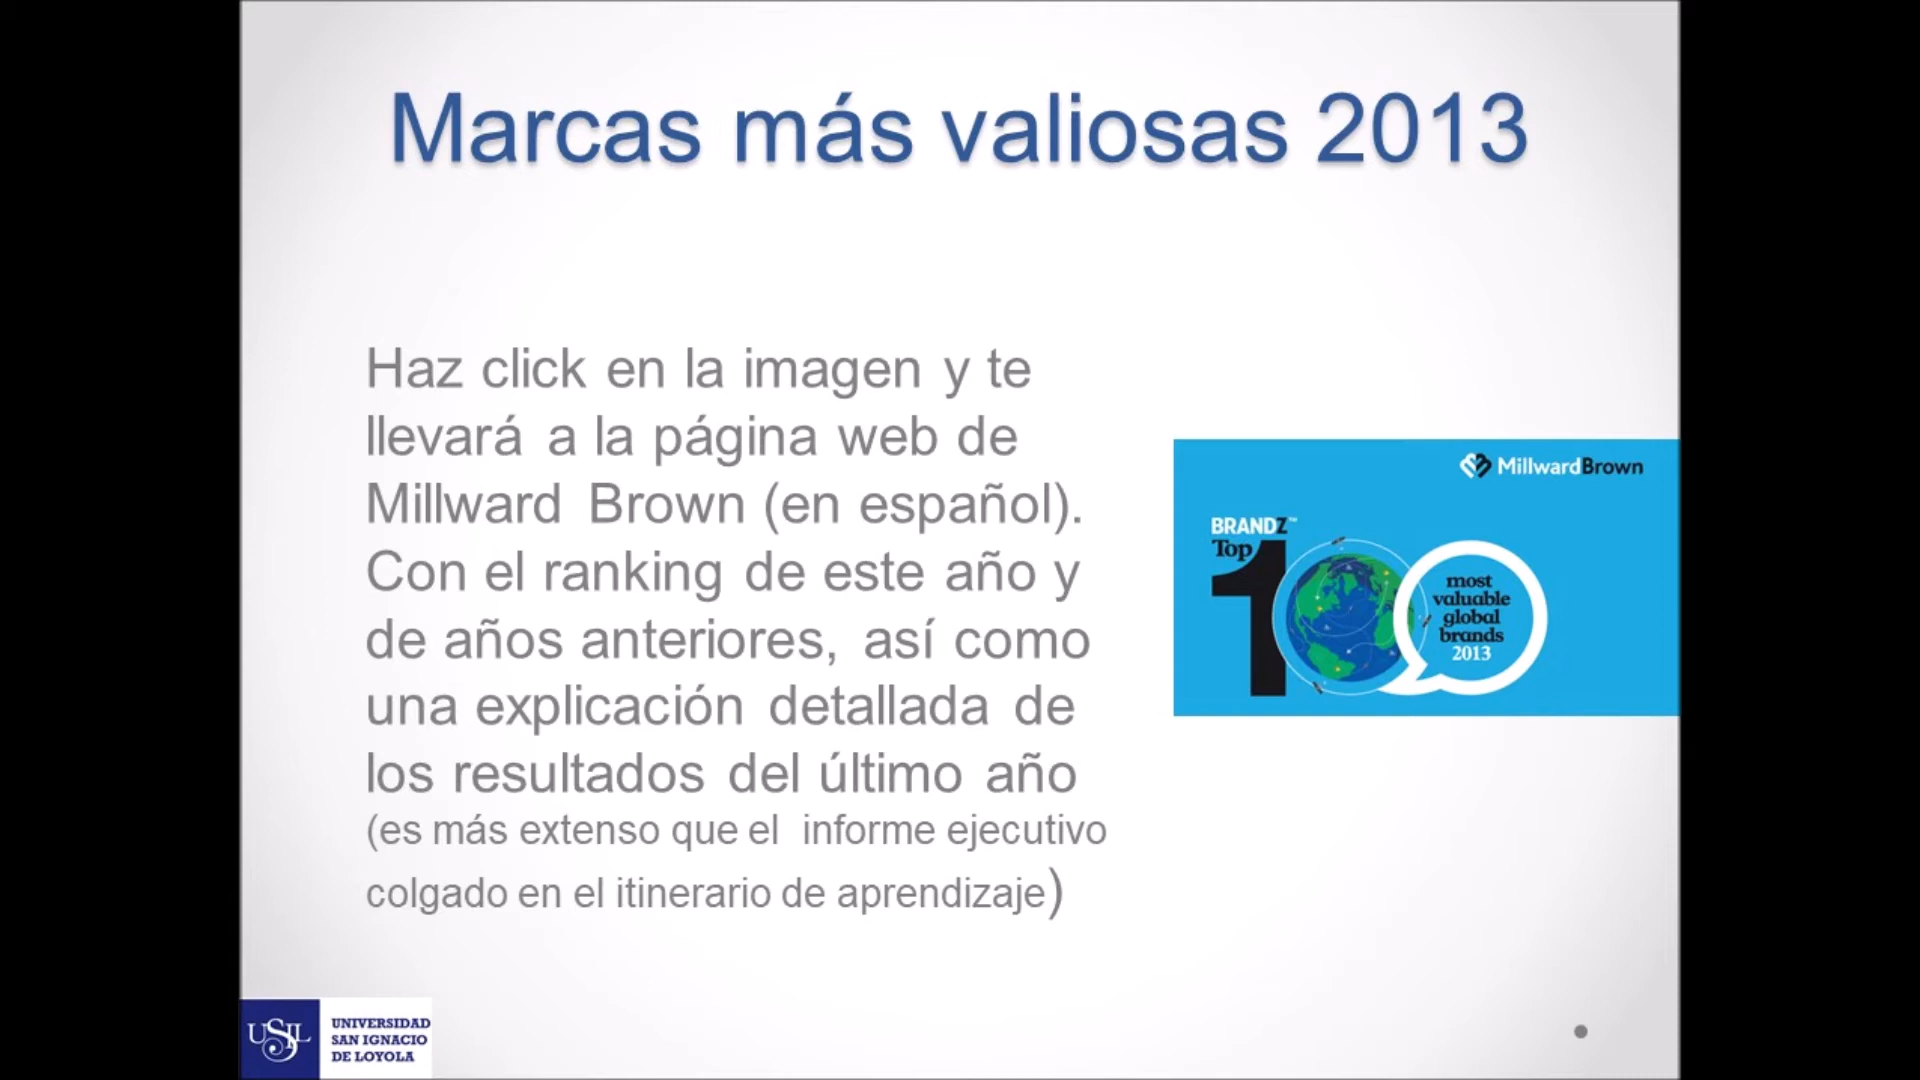 Marcas más valiosas 2013
Haz click en la imagen y te
llevará a la página web de
Millward Brown (en español).
Con el ranking de este año y
de años anteriores, así como
una explicación detallada de
los resultados del último año
(es más extenso que el informe ejecutivo
colgado en el itinerario de aprendizaje)
MillwardBrown
BRANDZ™
Top
100
most
valuable
global
brands
2013
USIL
UNIVERSIDAD
SAN IGNACIO
DE LOYOLA